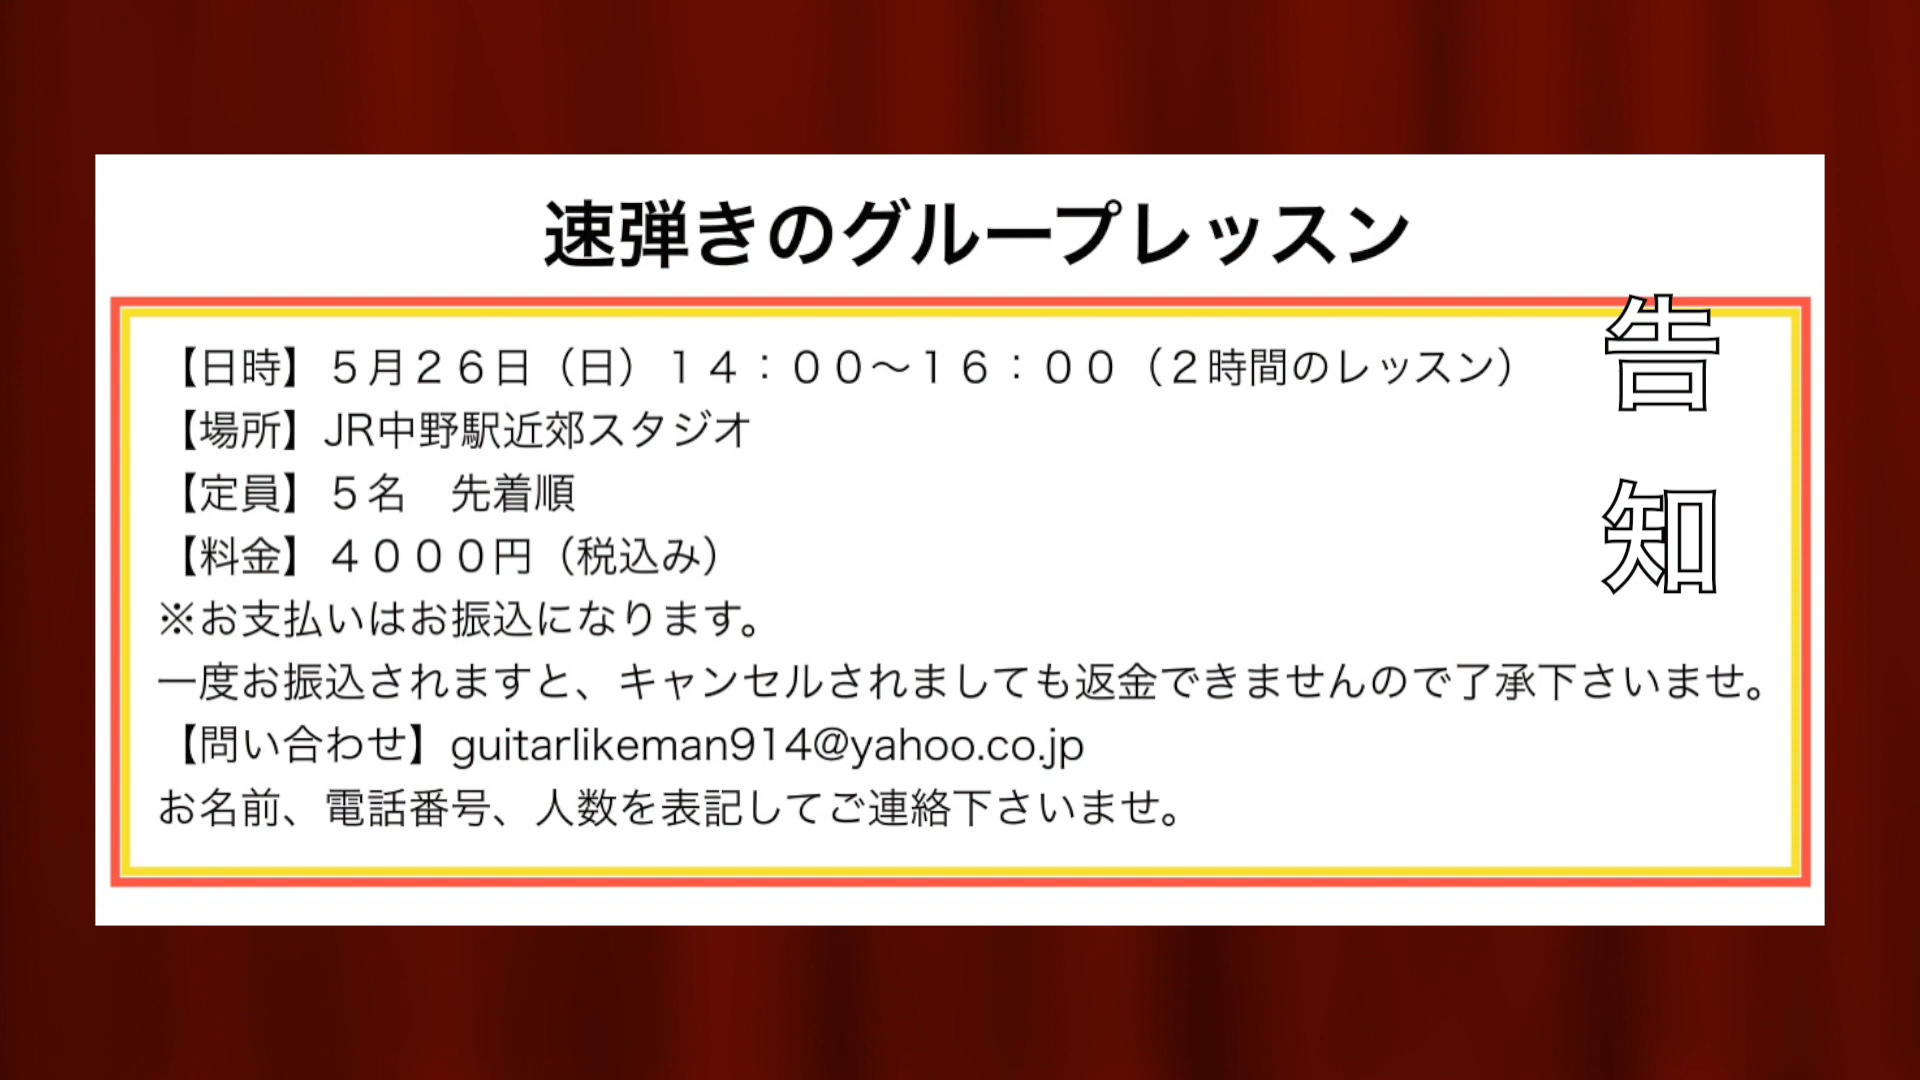 速弾きのグループレッスン
【日時】５月２６日（日）１４：００〜１６：００（２時間のレッスン）
【場所】JR中野駅近郊スタジオ
【定員】５名　先着順
【料金】４０００円（税込み）
※お支払いはお振込になります。
一度お振込されますと、キャンセルされましても返金できませんので了承下さいませ。
【問い合わせ】guitarlikeman914@yahoo.co.jp
お名前、電話番号、人数を表記してご連絡下さいませ。
告知